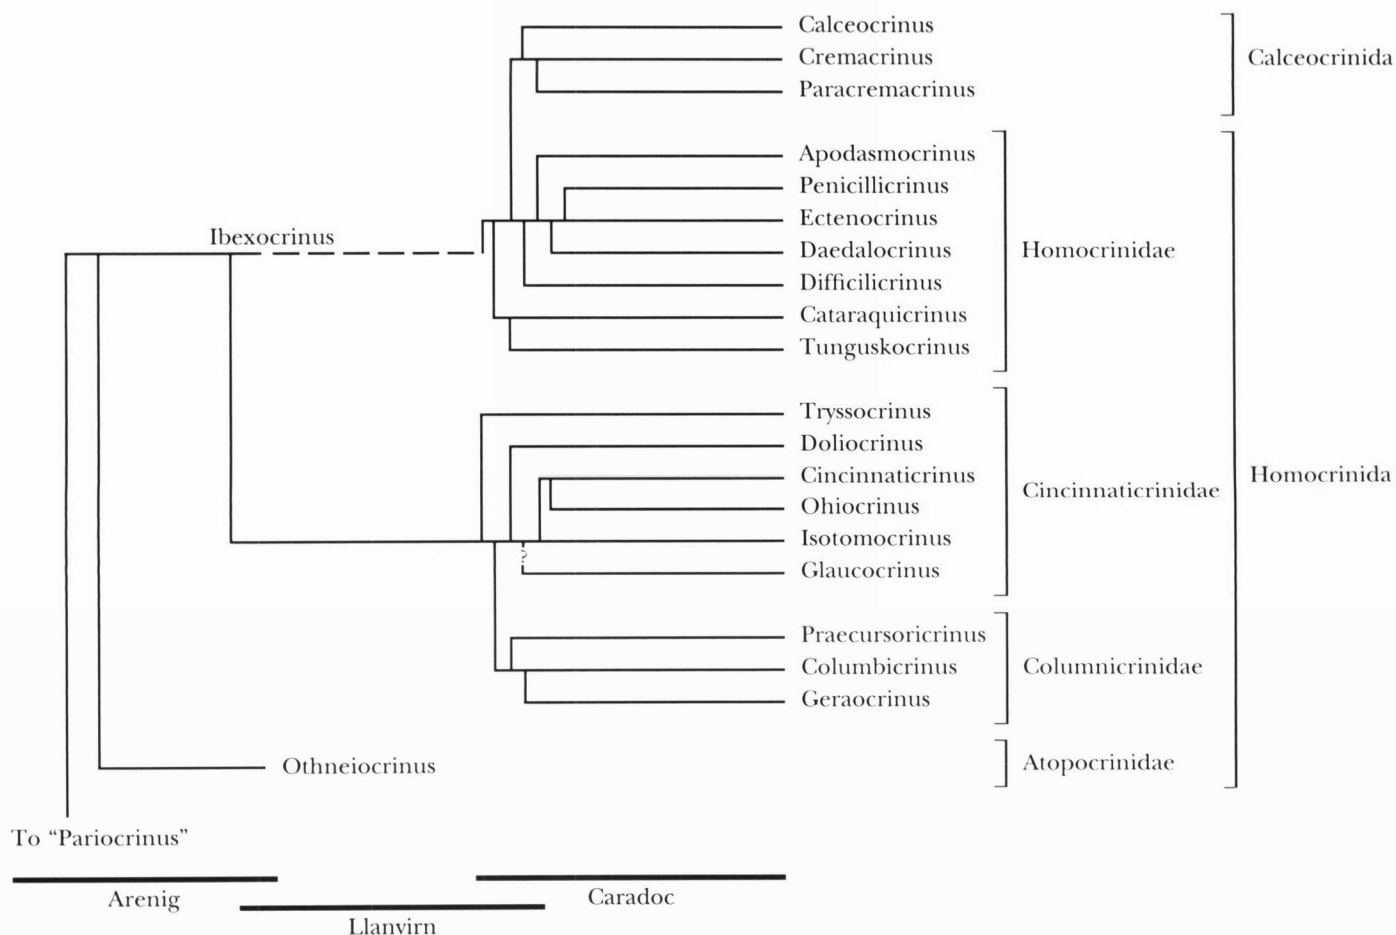 Calceocrinus
Cremacrinus
Paracremacrinus
Calceocrinida
Apodasmocrinus
Penicillicrinus
Ectenocrinus
Daedalocrinus
Difficilicrinus
Cataraquicrinus
Tunguskocrinus
Homocrinidae
Ibexocrinus
Tryssocrinus
Doliocrinus
Cincinnaticrinus
Ohiocrinus
Isotomocrinus
?
Glaucocrinus
Cincinnaticrinidae
Homocrinida
Praecursoricrinus
Columbicrinus
Geraocrinus
Columnicrinidae
Othneiocrinus
Atopocrinidae
To “Pariocrinus”
Arenig
Llanvirn
Caradoc